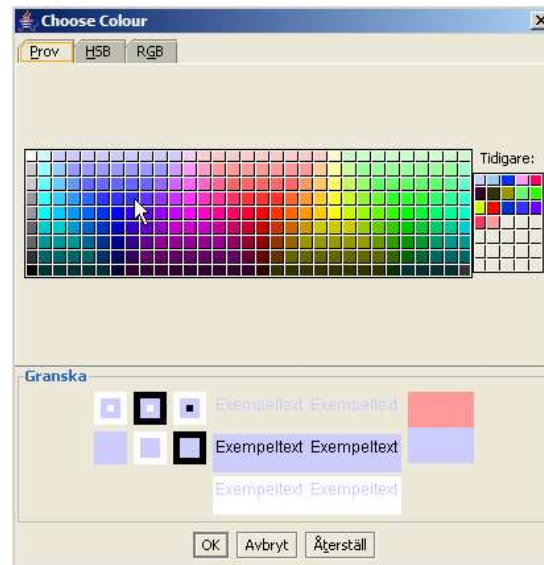 Choose Colour
Prov HSB RGB
Tidigare:
Granska
Exempeltext Exempeltext
Exempeltext Exempeltext
Exempeltext Exempeltext
OK Avbryt Återställ